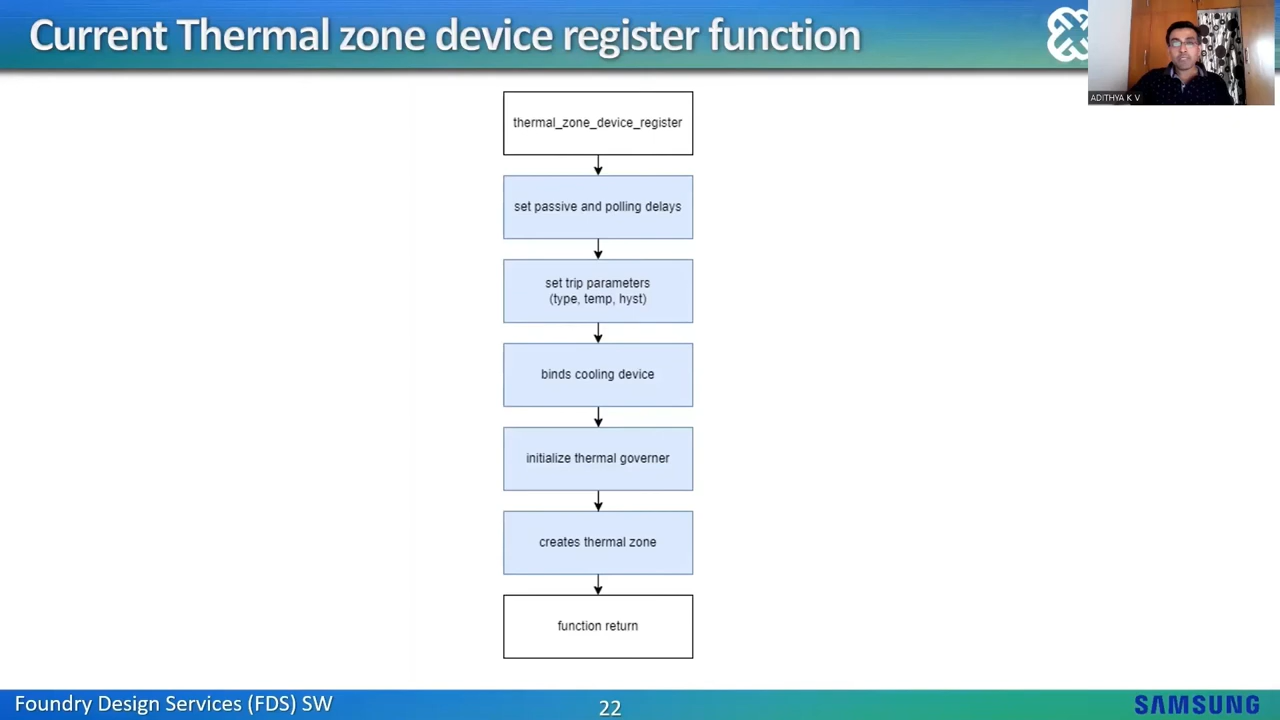 Current Thermal zone device register function
ADITHYA K V
thermal_zone_device_register
set passive and polling delays
set trip parameters
(type, temp, hyst)
binds cooling device
initialize thermal governer
creates thermal zone
function return
Foundry Design Services (FDS) SW
22
SAMSUNG